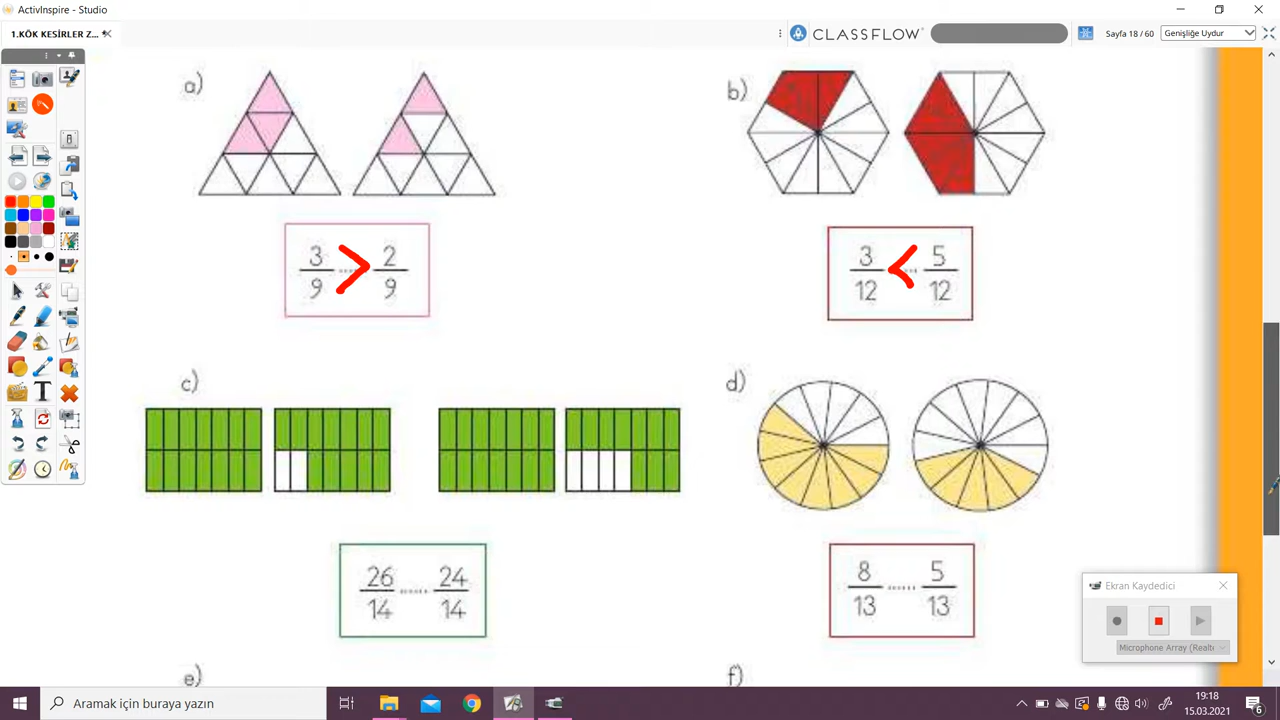 ActivInspire - Studio
1.KÖK KESİRLER Z...
CLASSFLOW
Sayfa 18 / 60
Genişliğe Uydur
a)
b)
3/9 > 2/9
3/12 < 5/12
c)
d)
26/14 ...... 24/14
8/13 ...... 5/13
e)
f)
Ekran Kaydedici
Microphone Array (Realt
Aramak için buraya yazın
19:18
15.03.2021
6